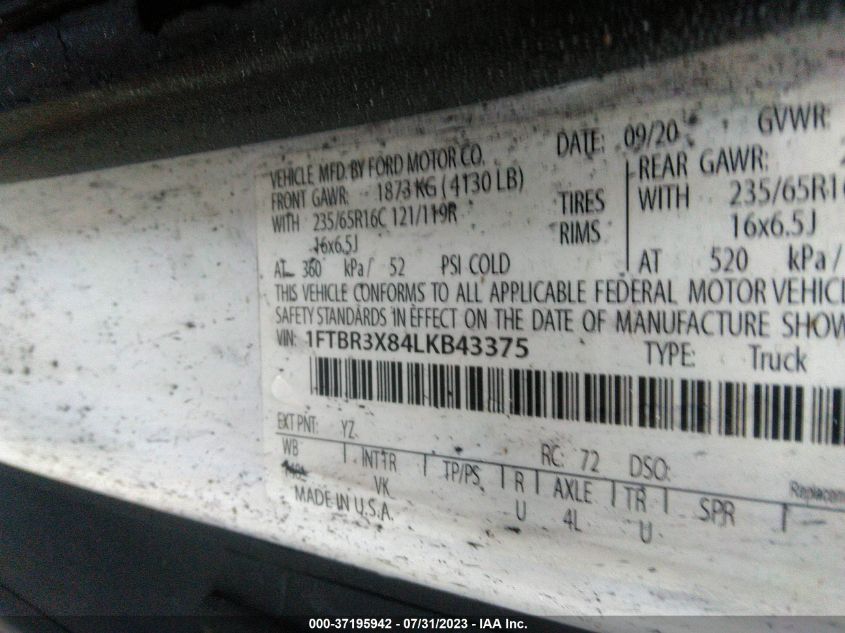 VEHICLE MFD. BY FORD MOTOR CO. DATE: 09/20 GVWR:
FRONT GAWR: 1873 KG (4130 LB) REAR GAWR:
WITH 235/65R16C 121/119R TIRES WITH 235/65R16
16x6.5J RIMS 16x6.5J
AT 360 kPa/ 52 PSI COLD AT 520 kPa/
THIS VEHICLE CONFORMS TO ALL APPLICABLE FEDERAL MOTOR VEHICL
SAFETY STANDARDS IN EFFECT ON THE DATE OF MANUFACTURE SHOW
VIN: 1FTBR3X84LKB43375 TYPE: Truck
EXT PNT: YZ RC: 72 DSO:
WB INT TR TP/PS R AXLE TR SPR Replacem
VK U 4L U
MADE IN U.S.A.
000-37195942 / 07/31/2023 - IAA Inc.